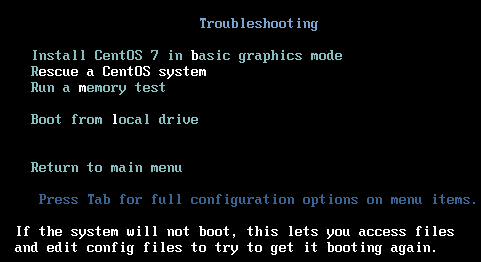 Troubleshooting
Install CentOS 7 in basic graphics mode
Rescue a CentOS system
Run a memory test
Boot from local drive
Return to main menu
Press Tab for full configuration options on menu items.
If the system will not boot, this lets you access files
and edit config files to try to get it booting again.